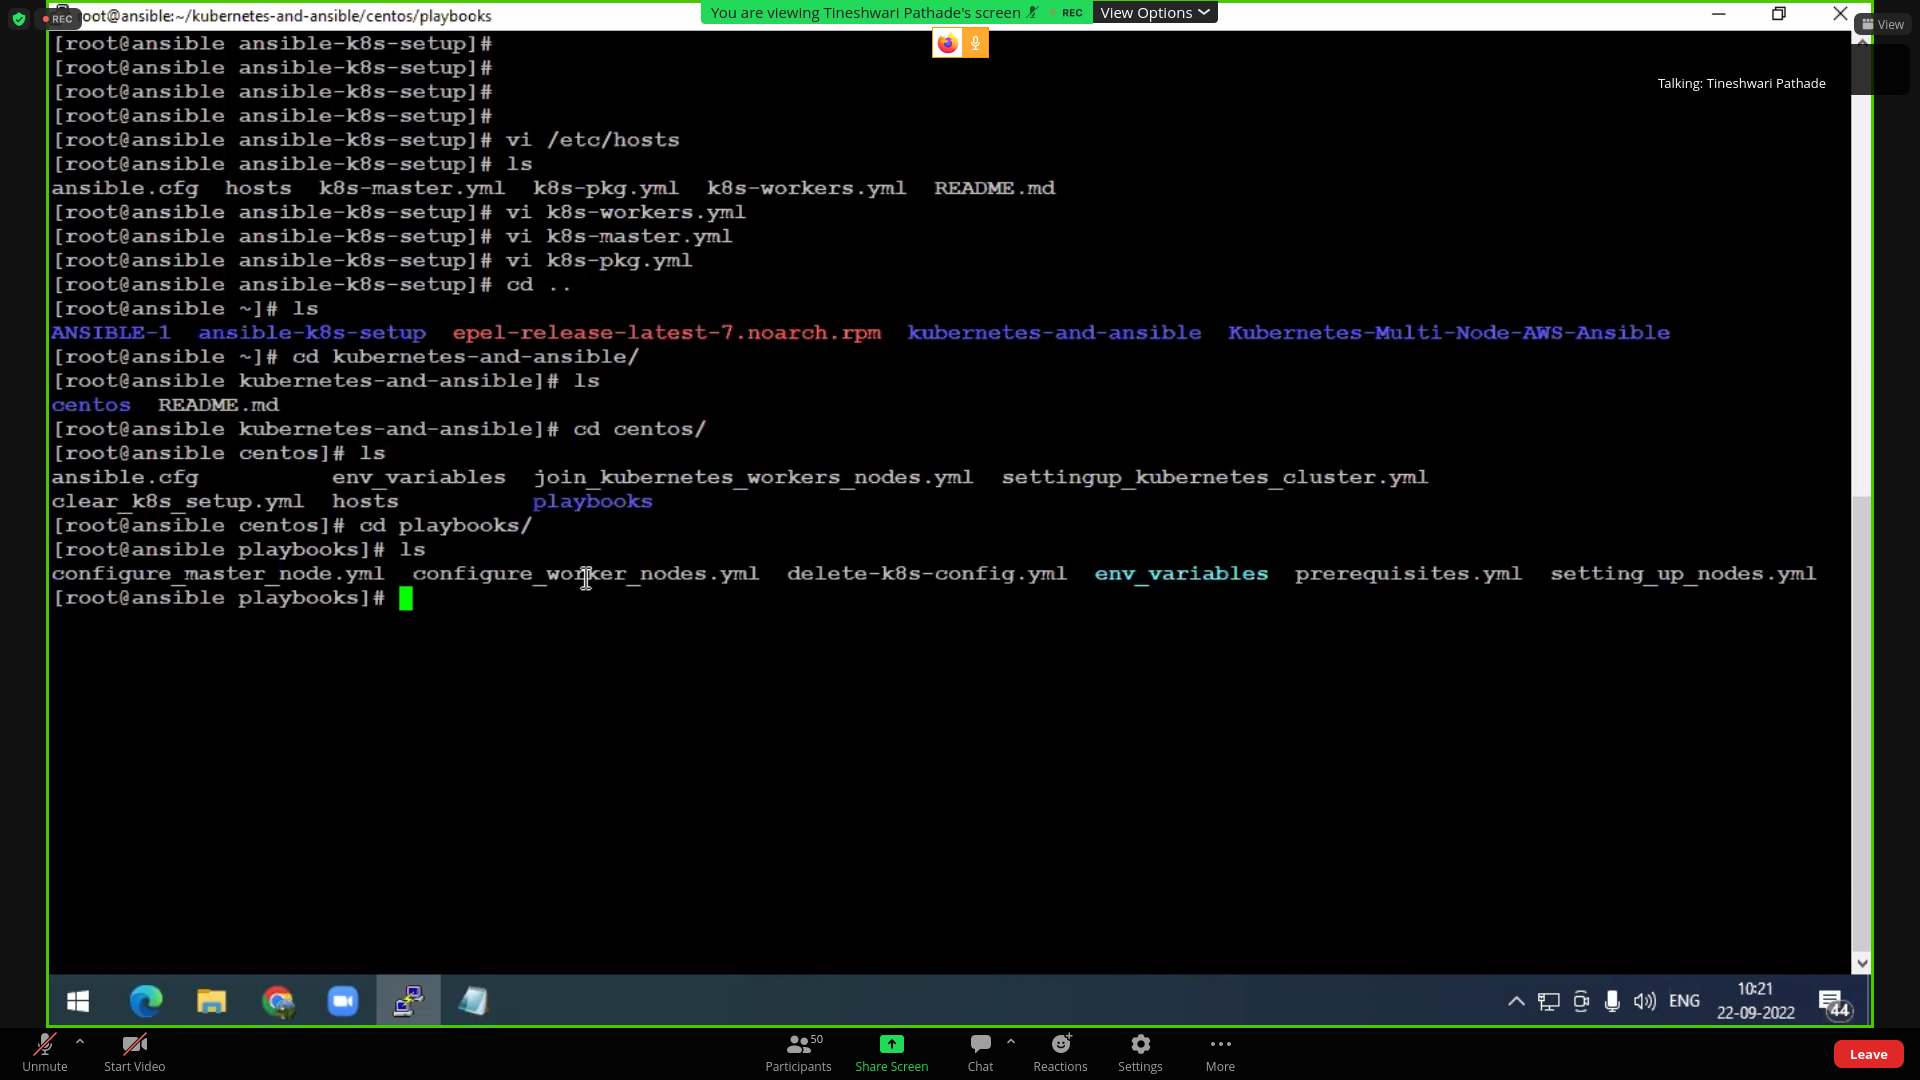 REC
root@ansible:~/kubernetes-and-ansible/centos/playbooks
You are viewing Tineshwari Pathade's screen
REC
View Options
View
Talking: Tineshwari Pathade
[root@ansible ansible-k8s-setup]#
[root@ansible ansible-k8s-setup]#
[root@ansible ansible-k8s-setup]#
[root@ansible ansible-k8s-setup]#
[root@ansible ansible-k8s-setup]# vi /etc/hosts
[root@ansible ansible-k8s-setup]# ls
ansible.cfg hosts k8s-master.yml k8s-pkg.yml k8s-workers.yml README.md
[root@ansible ansible-k8s-setup]# vi k8s-workers.yml
[root@ansible ansible-k8s-setup]# vi k8s-master.yml
[root@ansible ansible-k8s-setup]# vi k8s-pkg.yml
[root@ansible ansible-k8s-setup]# cd ..
[root@ansible ~]# ls
ANSIBLE-1 ansible-k8s-setup epel-release-latest-7.noarch.rpm kubernetes-and-ansible Kubernetes-Multi-Node-AWS-Ansible
[root@ansible ~]# cd kubernetes-and-ansible/
[root@ansible kubernetes-and-ansible]# ls
centos README.md
[root@ansible kubernetes-and-ansible]# cd centos/
[root@ansible centos]# ls
ansible.cfg env_variables join_kubernetes_workers_nodes.yml settingup_kubernetes_cluster.yml
clear_k8s_setup.yml hosts playbooks
[root@ansible centos]# cd playbooks/
[root@ansible playbooks]# ls
configure_master_node.yml configure_worker_nodes.yml delete-k8s-config.yml env_variables prerequisites.yml setting_up_nodes.yml
[root@ansible playbooks]#
ENG
10:21
22-09-2022
44
Unmute
Start Video
Participants
50
Share Screen
Chat
Reactions
Settings
More
Leave